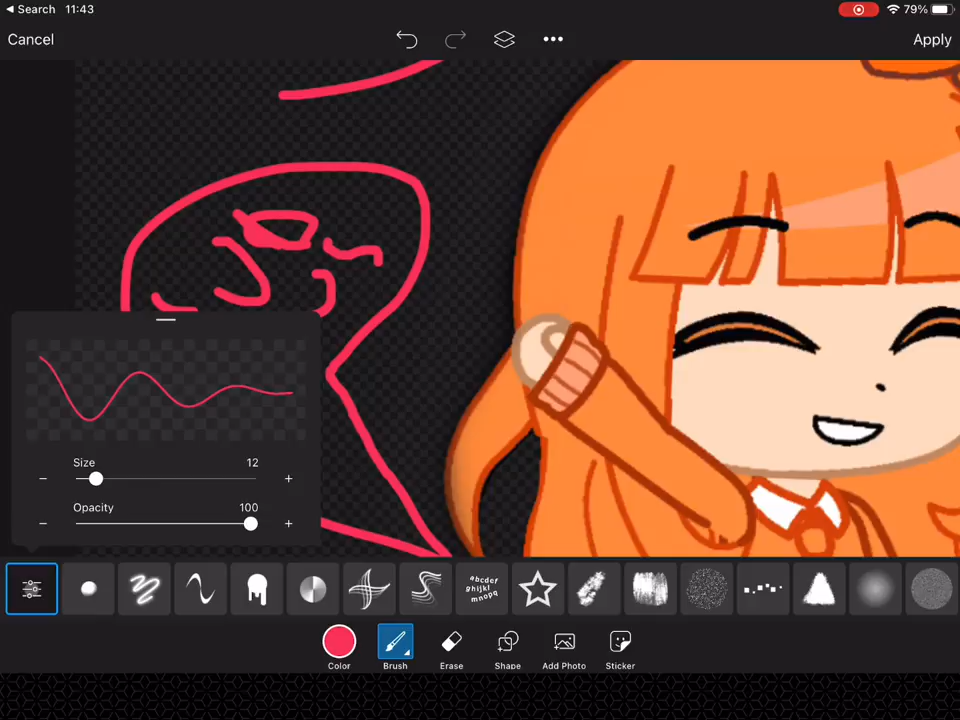 Search 11:43
79%
Cancel
Apply
Size 12
Opacity 100
abcdef
ghijkl
mnopq
Color
Brush
Erase
Shape
Add Photo
Sticker